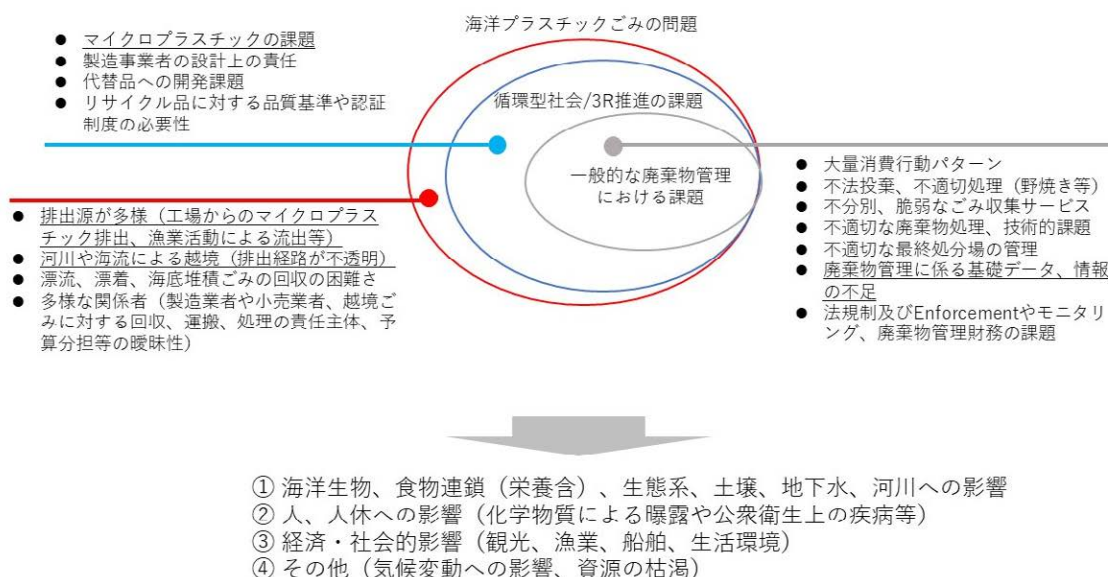 海洋プラスチックごみの問題
● マイクロプラスチックの課題
● 製造事業者の設計上の責任
● 代替品への開発課題
● リサイクル品に対する品質基準や認証
制度の必要性
循環型社会/3R推進の課題
一般的な廃棄物管理
における課題
● 排出源が多様（工場からのマイクロプラス
チック排出、漁業活動による流出等）
● 河川や海流による越境（排出経路が不透明）
● 漂流、漂着、海底堆積ごみの回収の困難さ
● 多様な関係者（製造業者や小売業者、越境ご
みに対する回収、運搬、処理の責任主体、予
算分担等の曖昧性）
● 大量消費行動パターン
● 不法投棄、不適切処理（野焼き等）
● 不分別、脆弱なごみ収集サービス
● 不適切な廃棄物処理、技術的課題
● 不適切な最終処分場の管理
● 廃棄物管理に係る基礎データ、情報
の不足
● 法規制及びEnforcementやモニタリ
ング、廃棄物管理財務の課題
① 海洋生物、食物連鎖（栄養含）、生態系、土壌、地下水、河川への影響
② 人、人休への影響（化学物質による曝露や公衆衛生上の疾病等）
③ 経済・社会的影響（観光、漁業、船舶、生活環境）
④ その他（気候変動への影響、資源の枯渇）